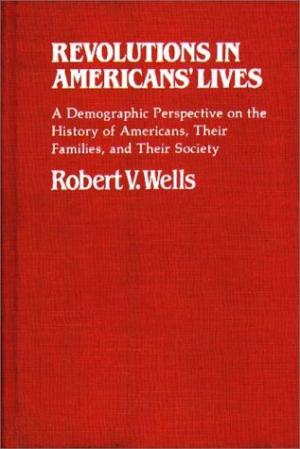 REVOLUTIONS IN
AMERICANS' LIVES
A Demographic Perspective on the
History of Americans, Their
Families, and Their Society
Robert V. Wells